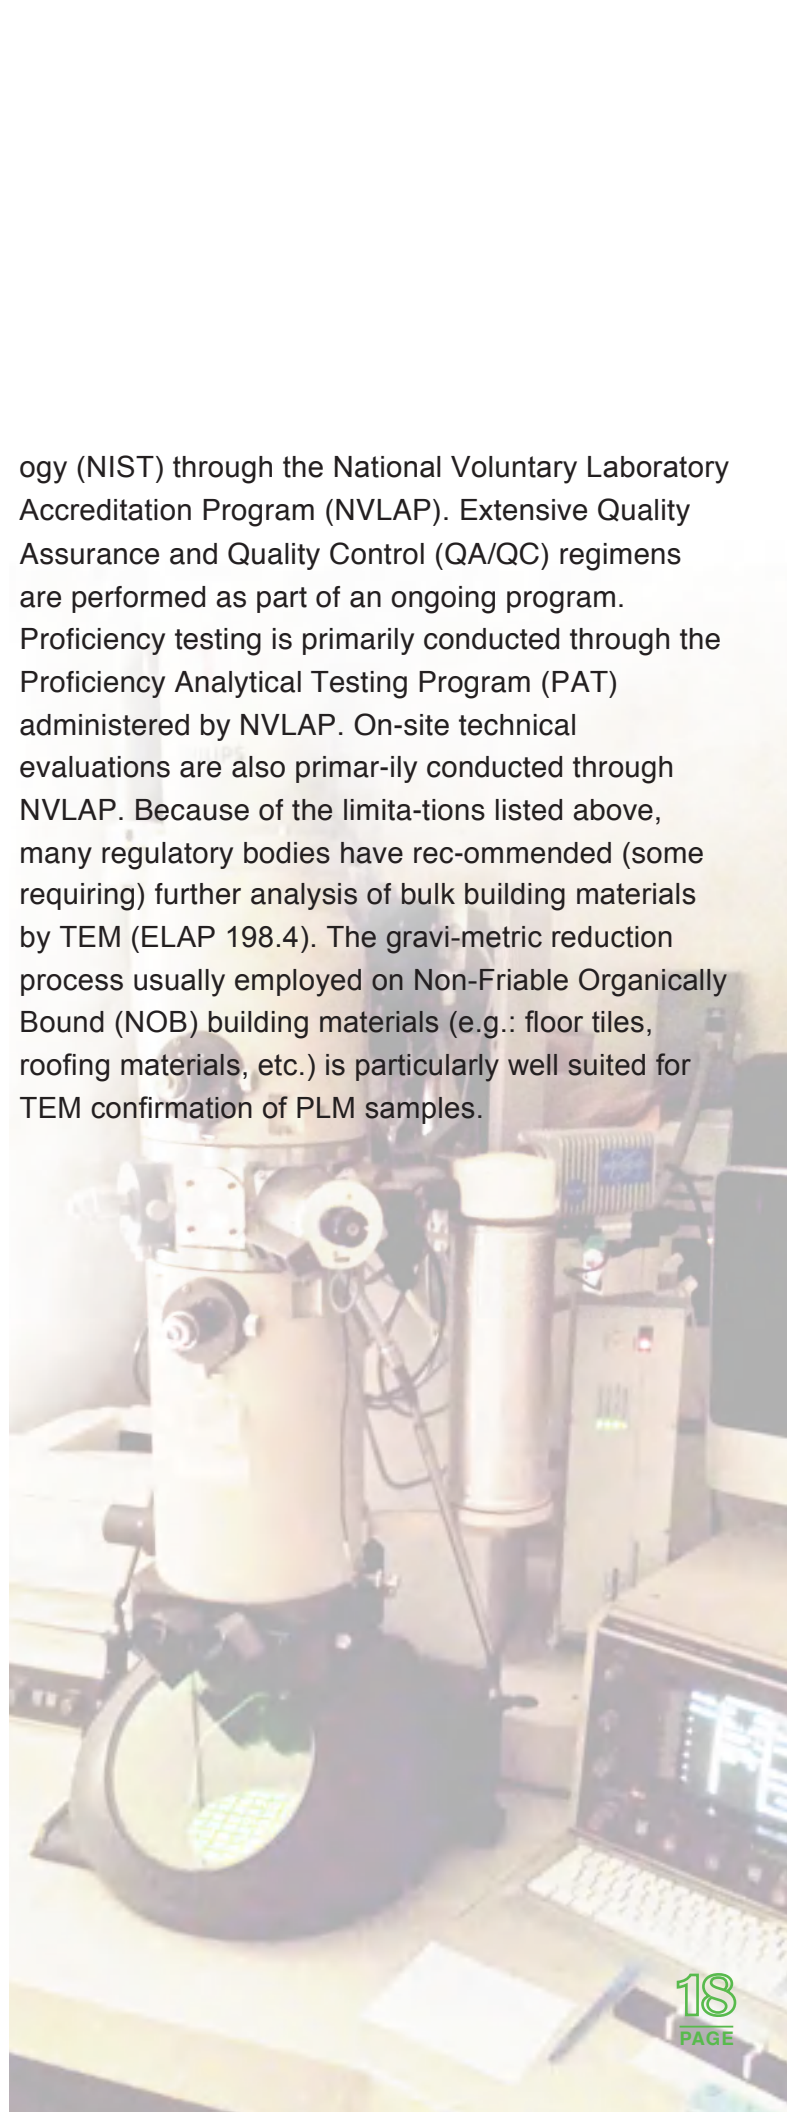 ogy (NIST) through the National Voluntary Laboratory
Accreditation Program (NVLAP). Extensive Quality
Assurance and Quality Control (QA/QC) regimens
are performed as part of an ongoing program.
Proficiency testing is primarily conducted through the
Proficiency Analytical Testing Program (PAT)
administered by NVLAP. On-site technical
evaluations are also primar-ily conducted through
NVLAP. Because of the limita-tions listed above,
many regulatory bodies have rec-ommended (some
requiring) further analysis of bulk building materials
by TEM (ELAP 198.4). The gravi-metric reduction
process usually employed on Non-Friable Organically
Bound (NOB) building materials (e.g.: floor tiles,
roofing materials, etc.) is particularly well suited for
TEM confirmation of PLM samples.
18
PAGE